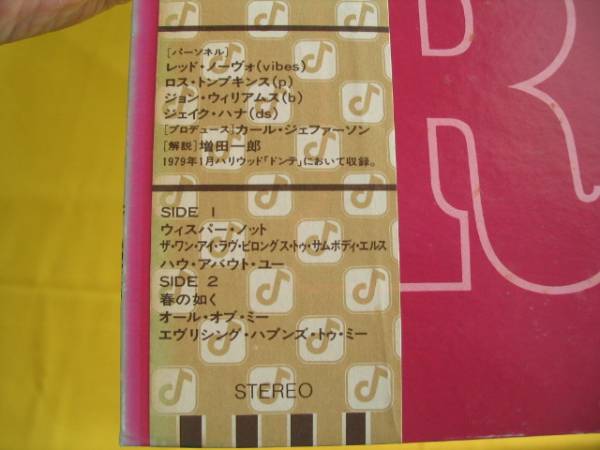 [パーソネル]
レッド・ノーヴォ(vibes)
ロス・トンプキンス(p)
ジョン・ウィリアムス(b)
ジェイク・ハナ(ds)
[プロデュース]カール・ジェファーソン
[解説]増田一郎
1979年1月ハリウッド「ドンテ」において収録。
SIDE 1
ウィスパー・ノット
ザ・ワン・アイ・ラヴ・ビロングス・トゥ・サムボディ・エルス
ハウ・アバウト・ユー
SIDE 2
春の如く
オール・オブ・ミー
エヴリシング・ハプンズ・トゥ・ミー
STEREO
R